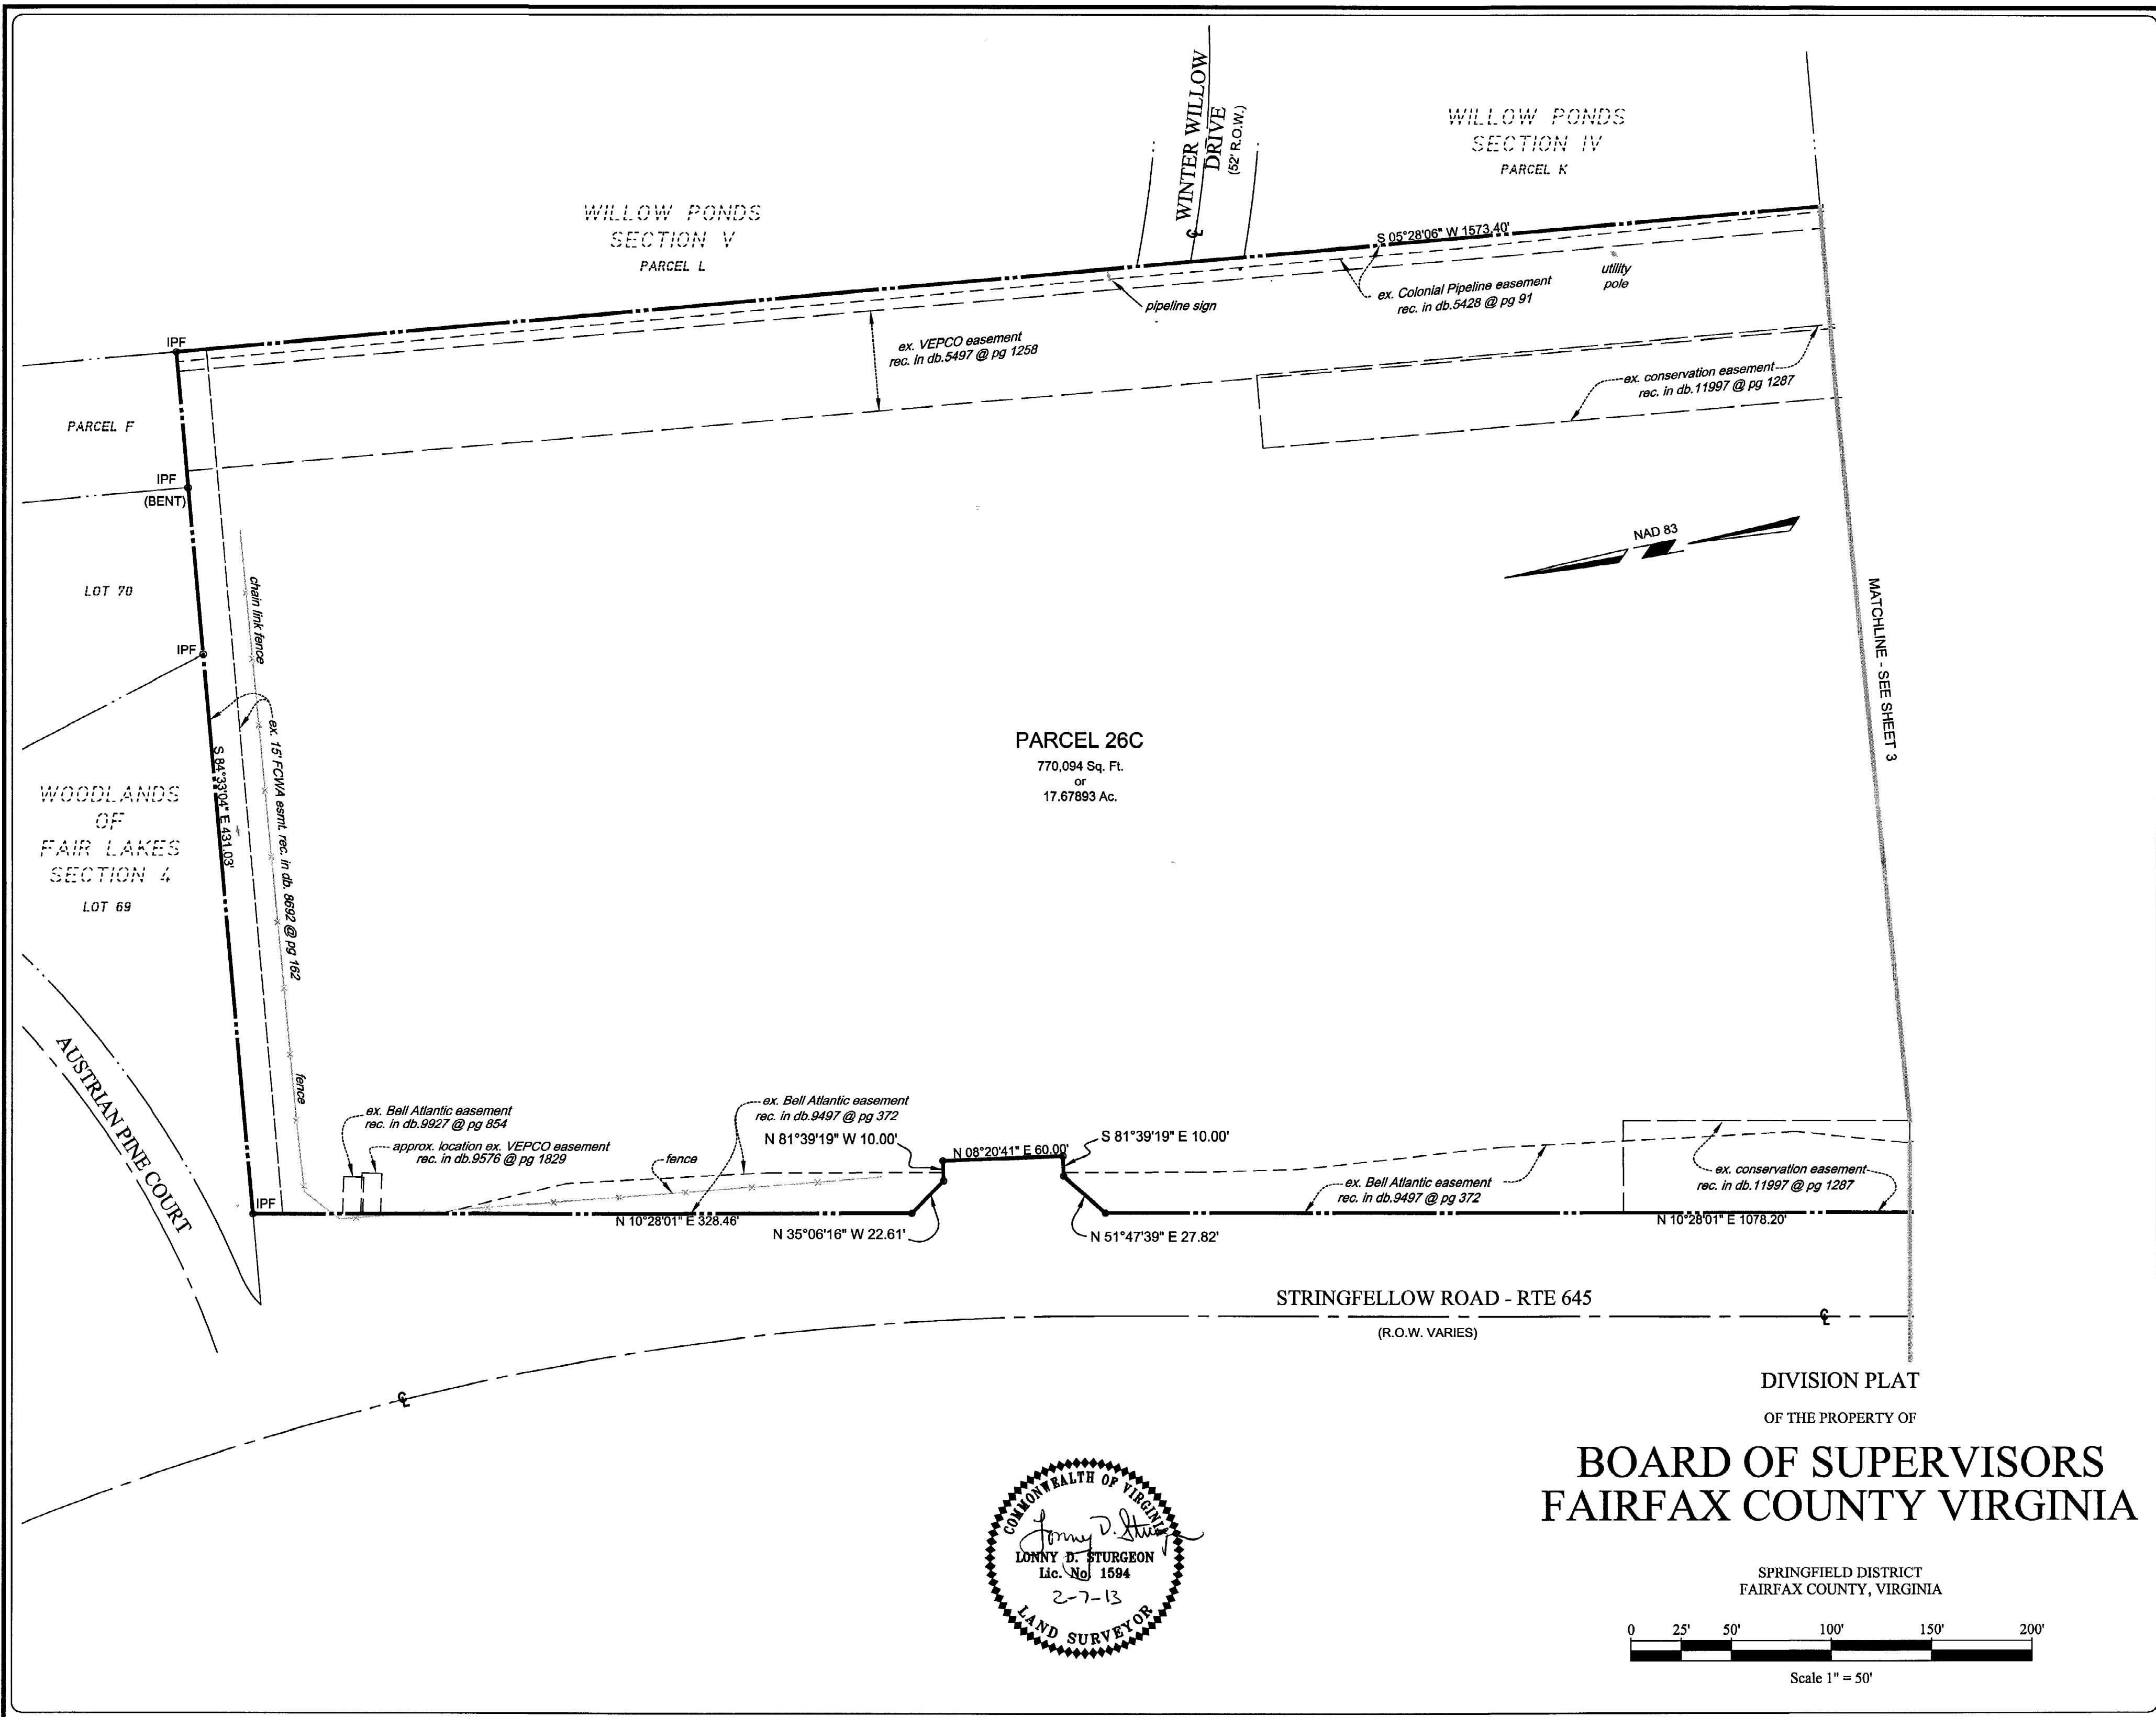 WINTER WILLOW
DRIVE
(52' R.O.W.)
℄
WILLOW PONDS
SECTION IV
PARCEL K
WILLOW PONDS
SECTION V
PARCEL L
S 05°28'06" W 1573.40'
utility
pole
ex. Colonial Pipeline easement
rec. in db.5428 @ pg 91
pipeline sign
ex. VEPCO easement
rec. in db.5497 @ pg 1258
ex. conservation easement
rec. in db.11997 @ pg 1287
IPF
PARCEL F
IPF
(BENT)
LOT 70
IPF
chain link fence
NAD 83
MATCHLINE - SEE SHEET 3
ex. 15' FCWA esmt. rec. in db. 8692 @ pg 162
S 84°33'04" E 431.03'
PARCEL 26C
770,094 Sq. Ft.
or
17.67893 Ac.
WOODLANDS
OF
FAIR LAKES
SECTION 4
LOT 69
AUSTRIAN PINE COURT
fence
ex. Bell Atlantic easement
rec. in db.9927 @ pg 854
approx. location ex. VEPCO easement
rec. in db.9576 @ pg 1829
fence
ex. Bell Atlantic easement
rec. in db.9497 @ pg 372
N 81°39'19" W 10.00'
N 08°20'41" E 60.00'
S 81°39'19" E 10.00'
ex. Bell Atlantic easement
rec. in db.9497 @ pg 372
ex. conservation easement
rec. in db.11997 @ pg 1287
IPF
N 10°28'01" E 328.46'
N 35°06'16" W 22.61'
N 51°47'39" E 27.82'
N 10°28'01" E 1078.20'
STRINGFELLOW ROAD - RTE 645
℄
(R.O.W. VARIES)
℄
DIVISION PLAT
OF THE PROPERTY OF
BOARD OF SUPERVISORS
FAIRFAX COUNTY VIRGINIA
SPRINGFIELD DISTRICT
FAIRFAX COUNTY, VIRGINIA
0 25' 50' 100' 150' 200'
Scale 1" = 50'
COMMONWEALTH OF VIRGINIA
Lonny D. Sturgeon
LONNY D. STURGEON
Lic. No. 1594
2-7-13
LAND SURVEYOR